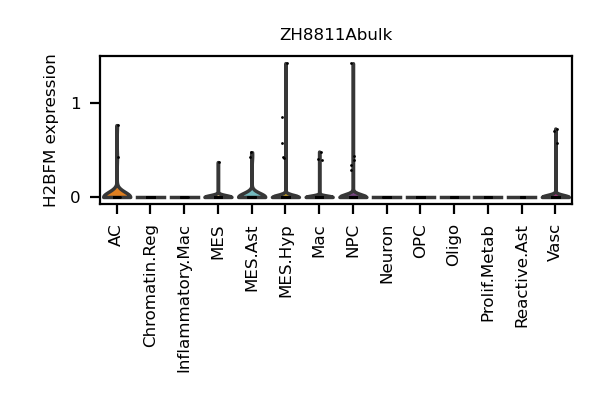 ZH8811Abulk
H2BFM expression
1
0
AC
Chromatin.Reg
Inflammatory.Mac
MES
MES.Ast
MES.Hyp
Mac
NPC
Neuron
OPC
Oligo
Prolif.Metab
Reactive.Ast
Vasc